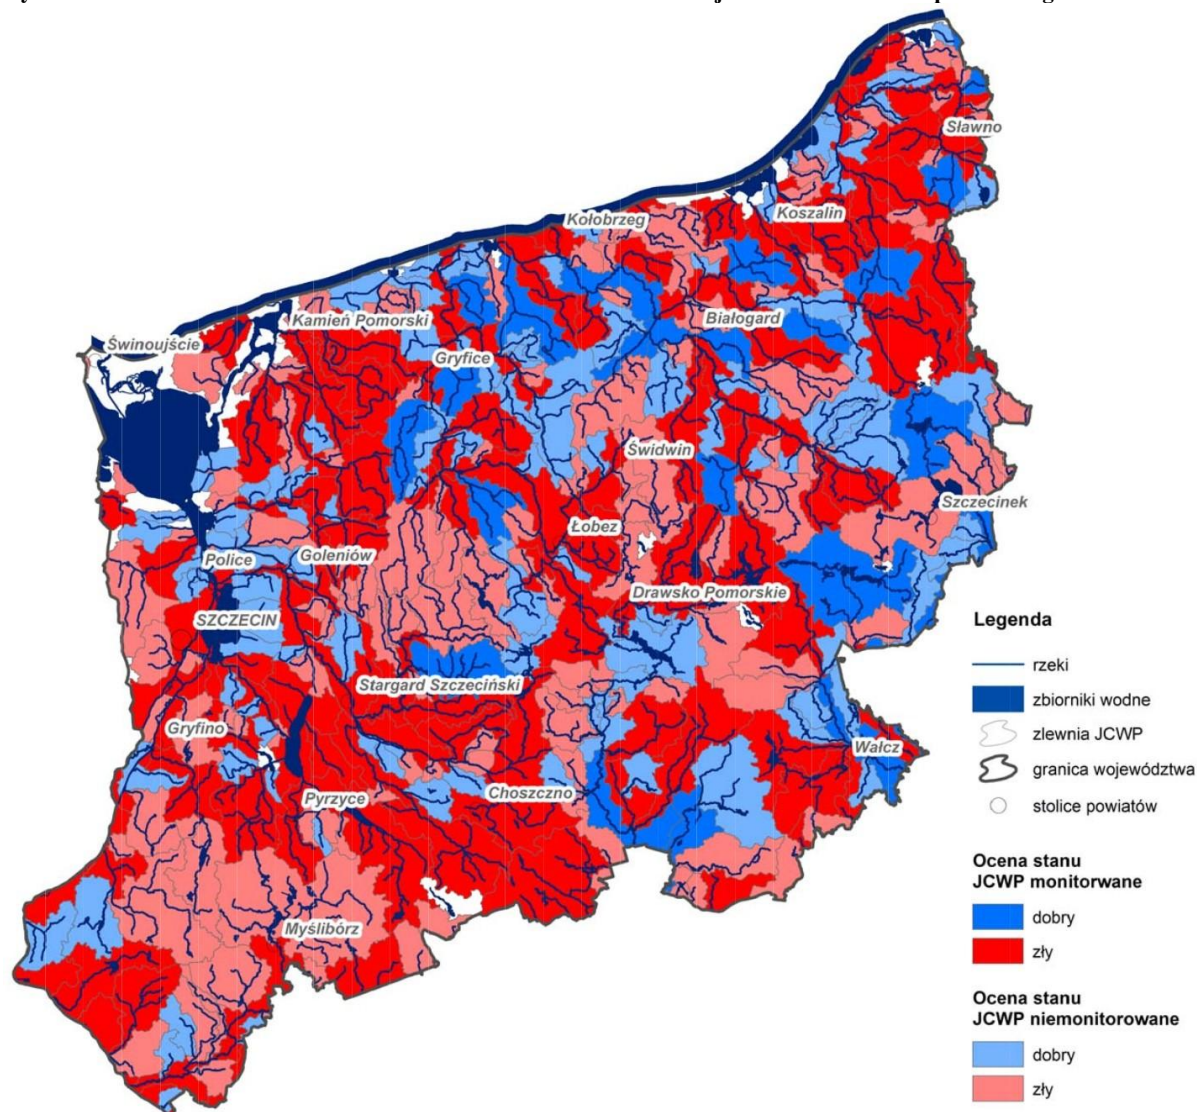 Sławno
Koszalin
Kołobrzeg
Kamień Pomorski
Białogard
Świnoujście
Gryfice
Świdwin
Szczecinek
Łobez
Police
Goleniów
Drawsko Pomorskie
SZCZECIN
Stargard Szczeciński
Gryfino
Wałcz
Choszczno
Pyrzyce
Myślibórz
Legenda
rzeki
zbiorniki wodne
zlewnia JCWP
granica województwa
stolice powiatów
Ocena stanu
JCWP monitorwane
dobry
zły
Ocena stanu
JCWP niemonitorowane
dobry
zły